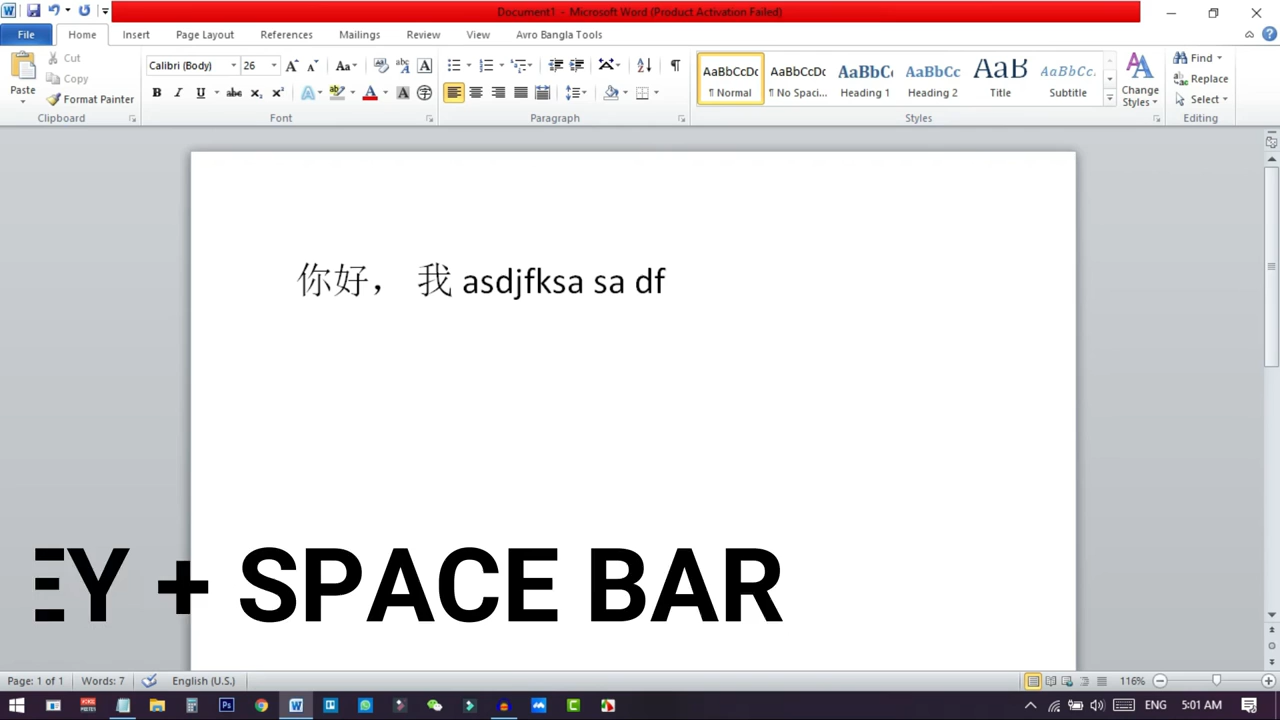 Document1 - Microsoft Word (Product Activation Failed)
File Home Insert Page Layout References Mailings Review View Avro Bangla Tools
Paste
Cut
Copy
Format Painter
Clipboard
Calibri (Body) 26
Font
Paragraph
AaBbCcDc AaBbCcDc AaBbCc AaBbCc AaB AaBbCc.
¶ Normal ¶ No Spaci... Heading 1 Heading 2 Title Subtitle
Change Styles
Styles
Find
Replace
Select
Editing
你好， 我 asdjfksa sa df
EY + SPACE BAR
Page: 1 of 1 Words: 7 English (U.S.) 116%
ENG 5:01 AM